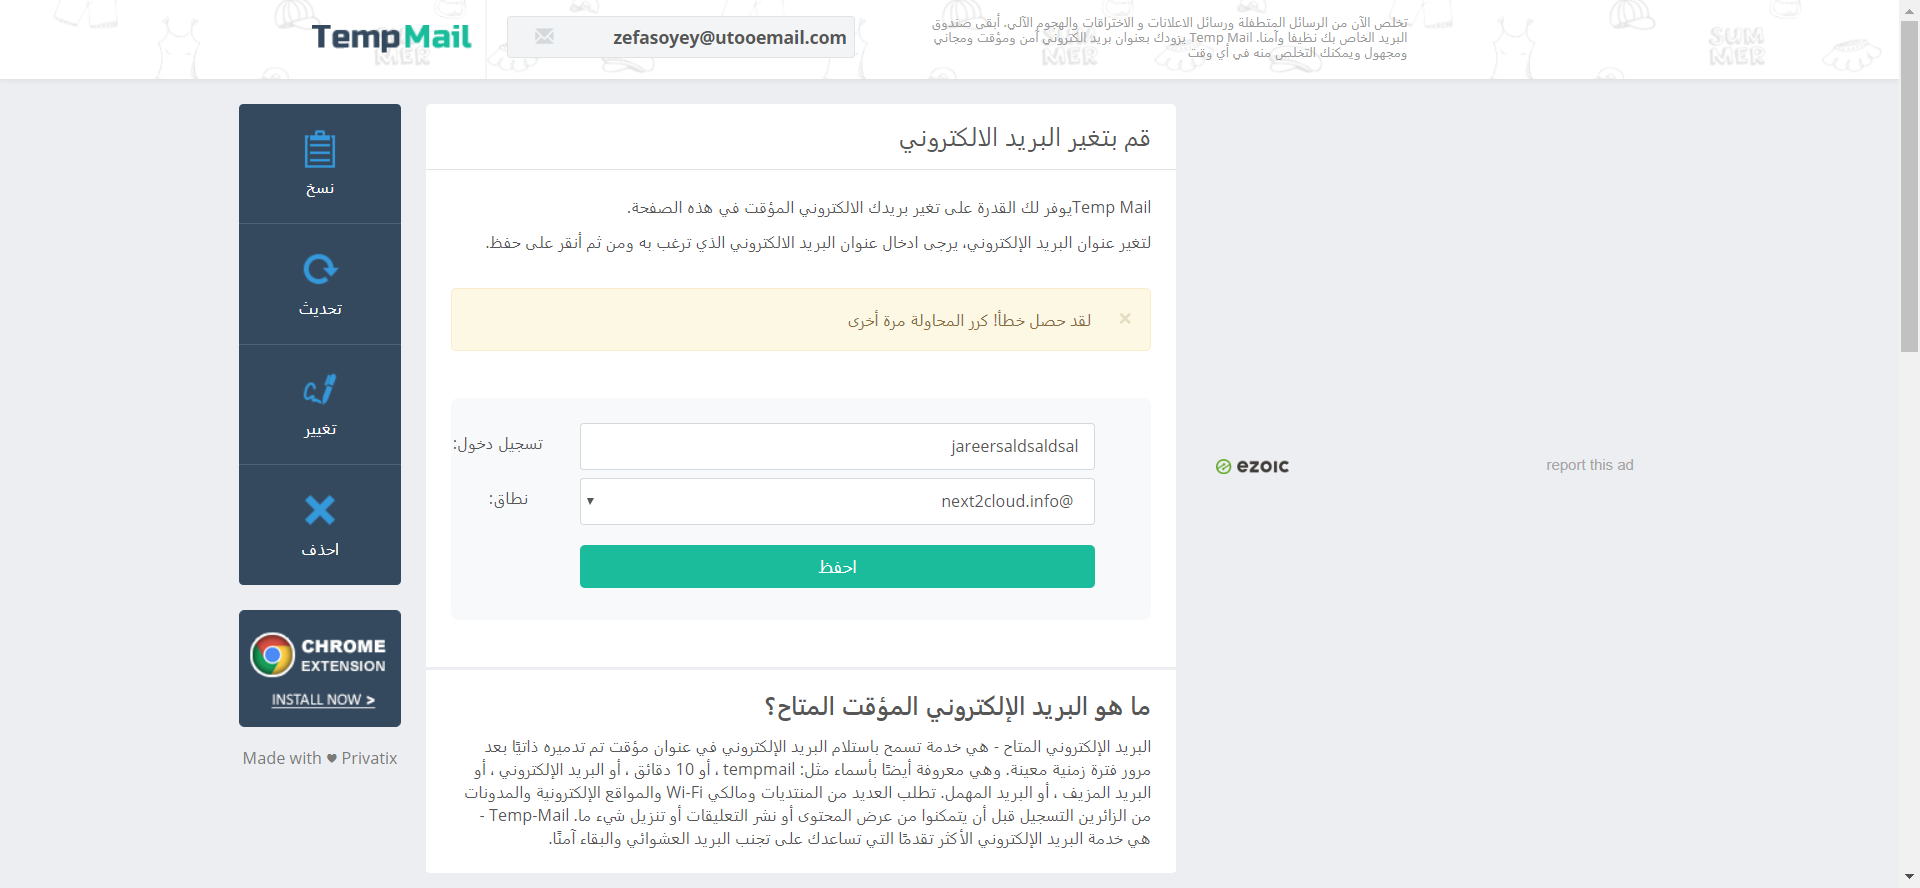 TempMail
zefasoyey@utooemail.com
تخلص الآن من الرسائل المتطفلة ورسائل الاعلانات و الاختراقات والهجوم الآلي. أبقى صندوق
البريد الخاص بك نظيفا وآمنا. Temp Mail يزودك بعنوان بريد الكتروني آمن ومؤقت ومجاني
ومجهول ويمكنك التخلص منه في أي وقت
SUMMER
SUMMER
SUMMER
نسخ
تحديث
تغيير
احذف
CHROME
EXTENSION
INSTALL NOW >
Made with ♥ Privatix
قم بتغير البريد الالكتروني
Temp Mailيوفر لك القدرة على تغير بريدك الالكتروني المؤقت في هذه الصفحة.
لتغير عنوان البريد الإلكتروني، يرجى ادخال عنوان البريد الالكتروني الذي ترغب به ومن ثم أنقر على حفظ.
لقد حصل خطأ! كرر المحاولة مرة أخرى
×
تسجيل دخول:
jareersaldsaldsal
نطاق:
next2cloud.info@
احفظ
ezoic
report this ad
ما هو البريد الإلكتروني المؤقت المتاح؟
البريد الإلكتروني المتاح - هي خدمة تسمح باستلام البريد الإلكتروني في عنوان مؤقت تم تدميره ذاتيًا بعد
مرور فترة زمنية معينة. وهي معروفة أيضًا بأسماء مثل: tempmail ، أو 10 دقائق ، أو البريد الإلكتروني ، أو
البريد المزيف ، أو البريد المهمل. تطلب العديد من المنتديات ومالكي Wi-Fi والمواقع الإلكترونية والمدونات
من الزائرين التسجيل قبل أن يتمكنوا من عرض المحتوى أو نشر التعليقات أو تنزيل شيء ما. Temp-Mail -
هي خدمة البريد الإلكتروني الأكثر تقدمًا التي تساعدك على تجنب البريد العشوائي والبقاء آمنًا.